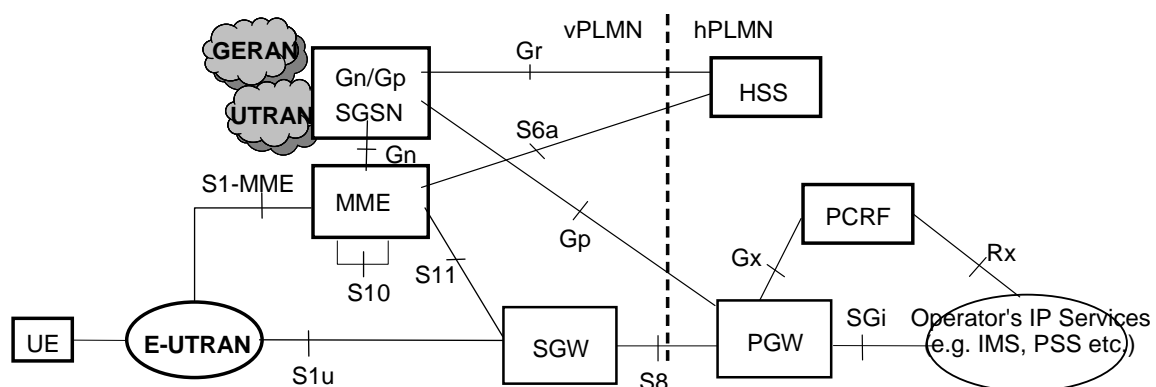 vPLMN
hPLMN
GERAN
Gr
Gn/Gp
SGSN
HSS
UTRAN
S6a
Gn
S1-MME
MME
PCRF
Gp
Gx
Rx
S10
S11
SGi
Operator's IP Services
(e.g. IMS, PSS etc.)
UE
E-UTRAN
SGW
PGW
S1u
S8